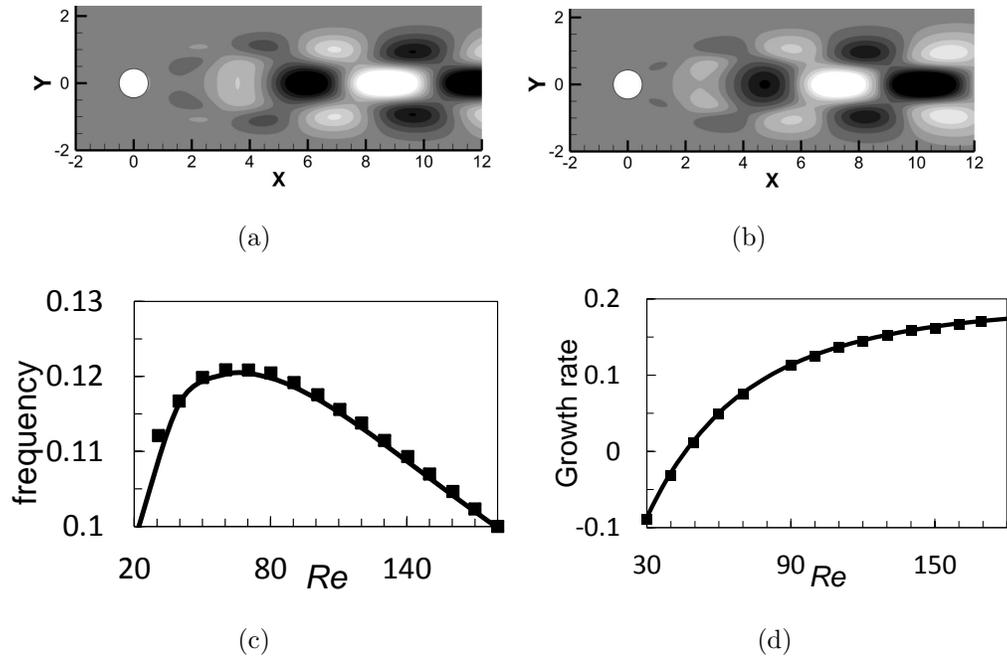 2
0
-2
Y
-2 0 2 4 6 8 10 12
X
(a)
2
0
-2
Y
-2 0 2 4 6 8 10 12
X
(b)
0.13
0.12
0.11
0.1
frequency
20 80 Re 140
(c)
0.2
0.1
0
-0.1
Growth rate
30 90 Re 150
(d)